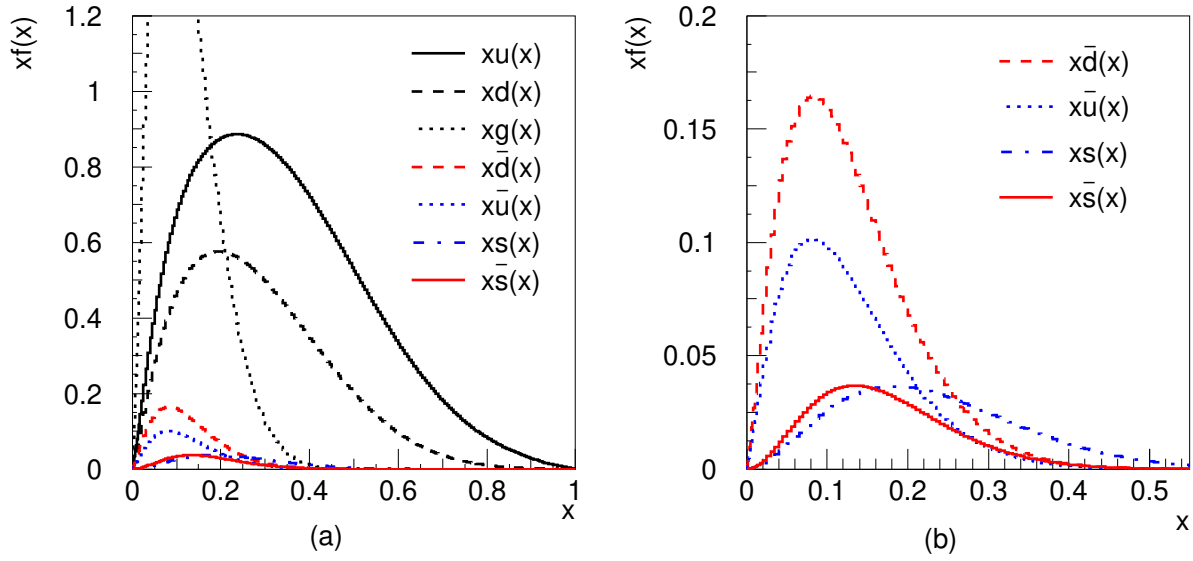 xf(x)
1.2
1
0.8
0.6
0.4
0.2
0
0 0.2 0.4 0.6 0.8 1
x
xu(x)
xd(x)
xg(x)
xd̄(x)
xū(x)
xs(x)
xs̄(x)
(a)
xf(x)
0.2
0.15
0.1
0.05
0
0 0.1 0.2 0.3 0.4 0.5
x
xd̄(x)
xū(x)
xs(x)
xs̄(x)
(b)